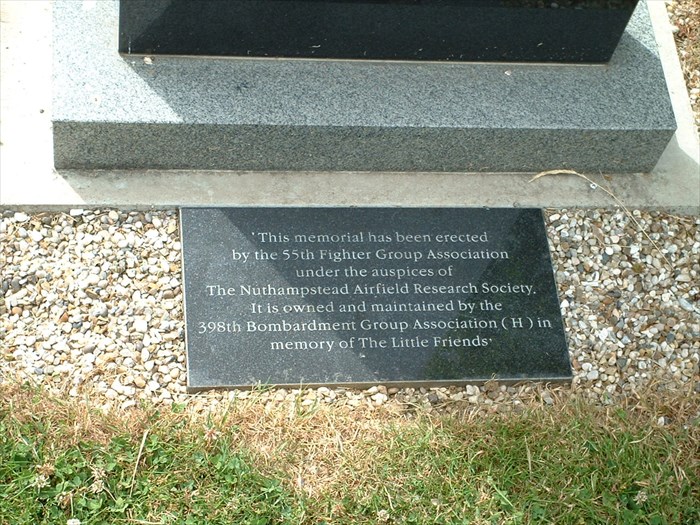 'This memorial has been erected
by the 55th Fighter Group Association
under the auspices of
The Nuthampstead Airfield Research Society.
It is owned and maintained by the
398th Bombardment Group Association ( H ) in
memory of The Little Friends'